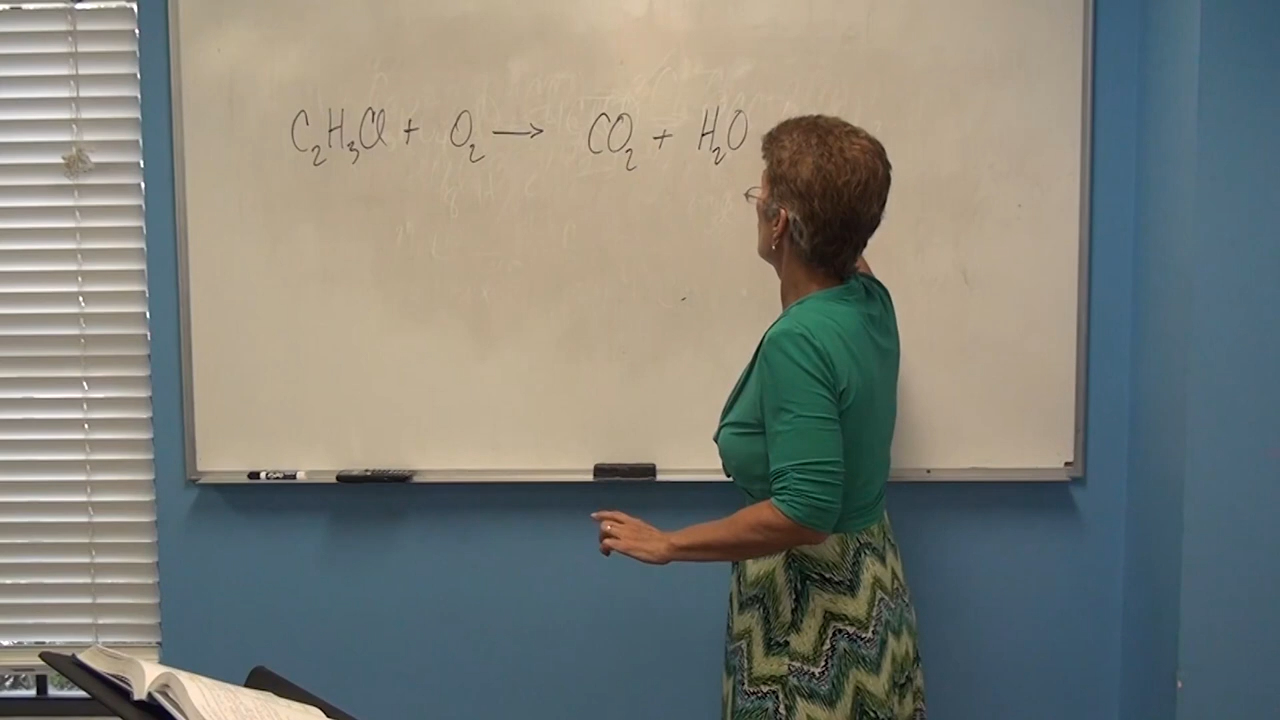 C₂H₃Cl + O₂ → CO₂ + H₂O